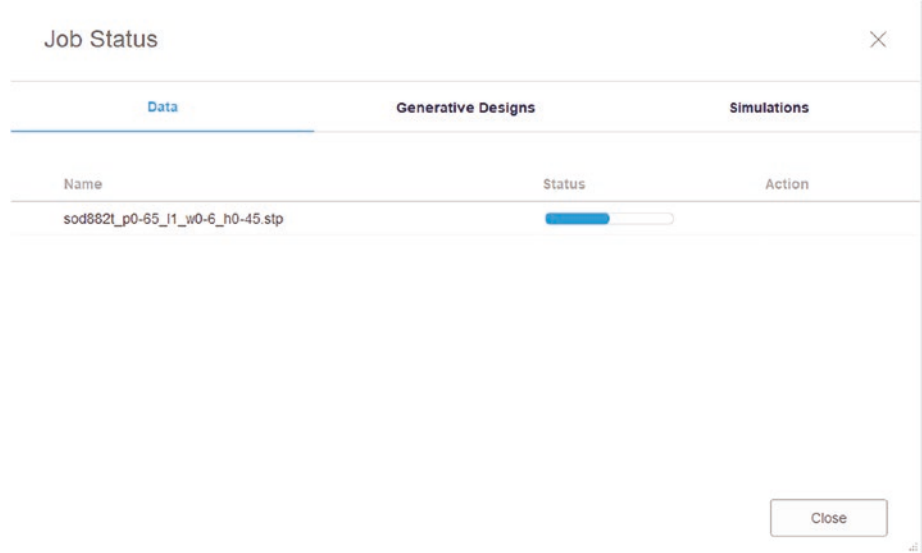 Job Status
Data Generative Designs Simulations
Name Status Action
sod882t_p0-65_l1_w0-6_h0-45.stp
Close